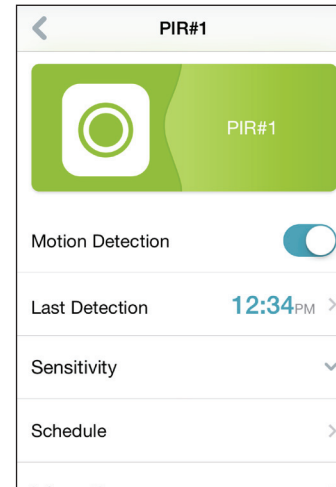 PIR#1
PIR#1
Motion Detection
Last Detection 12:34PM
Sensitivity
Schedule